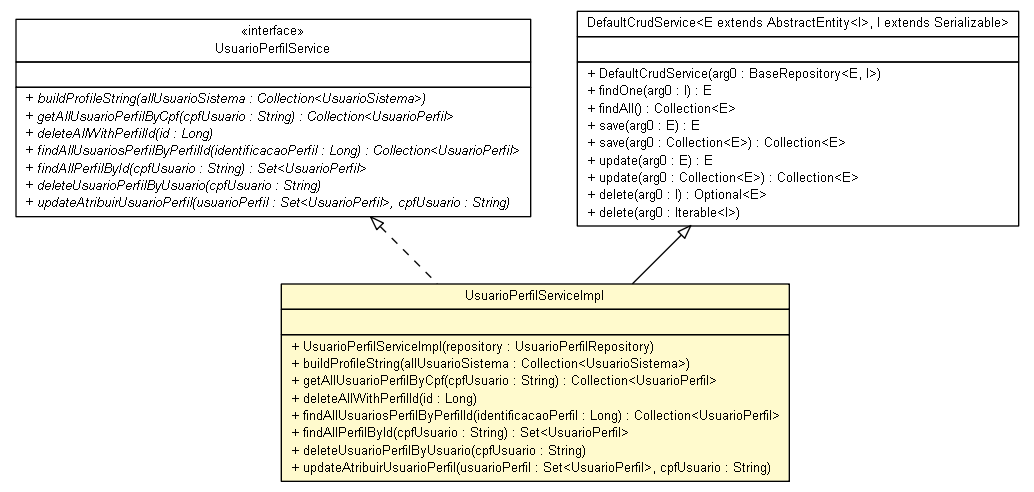 «interface»
UsuarioPerfilService
+ buildProfileString(allUsuarioSistema : Collection<UsuarioSistema>)
+ getAllUsuarioPerfilByCpf(cpfUsuario : String) : Collection<UsuarioPerfil>
+ deleteAllWithPerfilId(id : Long)
+ findAllUsuariosPerfilByPerfilId(identificacaoPerfil : Long) : Collection<UsuarioPerfil>
+ findAllPerfilById(cpfUsuario : String) : Set<UsuarioPerfil>
+ deleteUsuarioPerfilByUsuario(cpfUsuario : String)
+ updateAtribuirUsuarioPerfil(usuarioPerfil : Set<UsuarioPerfil>, cpfUsuario : String)
DefaultCrudService<E extends AbstractEntity<I>, I extends Serializable>
+ DefaultCrudService(arg0 : BaseRepository<E, I>)
+ findOne(arg0 : I) : E
+ findAll() : Collection<E>
+ save(arg0 : E) : E
+ save(arg0 : Collection<E>) : Collection<E>
+ update(arg0 : E) : E
+ update(arg0 : Collection<E>) : Collection<E>
+ delete(arg0 : I) : Optional<E>
+ delete(arg0 : Iterable<I>)
UsuarioPerfilServiceImpl
+ UsuarioPerfilServiceImpl(repository : UsuarioPerfilRepository)
+ buildProfileString(allUsuarioSistema : Collection<UsuarioSistema>)
+ getAllUsuarioPerfilByCpf(cpfUsuario : String) : Collection<UsuarioPerfil>
+ deleteAllWithPerfilId(id : Long)
+ findAllUsuariosPerfilByPerfilId(identificacaoPerfil : Long) : Collection<UsuarioPerfil>
+ findAllPerfilById(cpfUsuario : String) : Set<UsuarioPerfil>
+ deleteUsuarioPerfilByUsuario(cpfUsuario : String)
+ updateAtribuirUsuarioPerfil(usuarioPerfil : Set<UsuarioPerfil>, cpfUsuario : String)